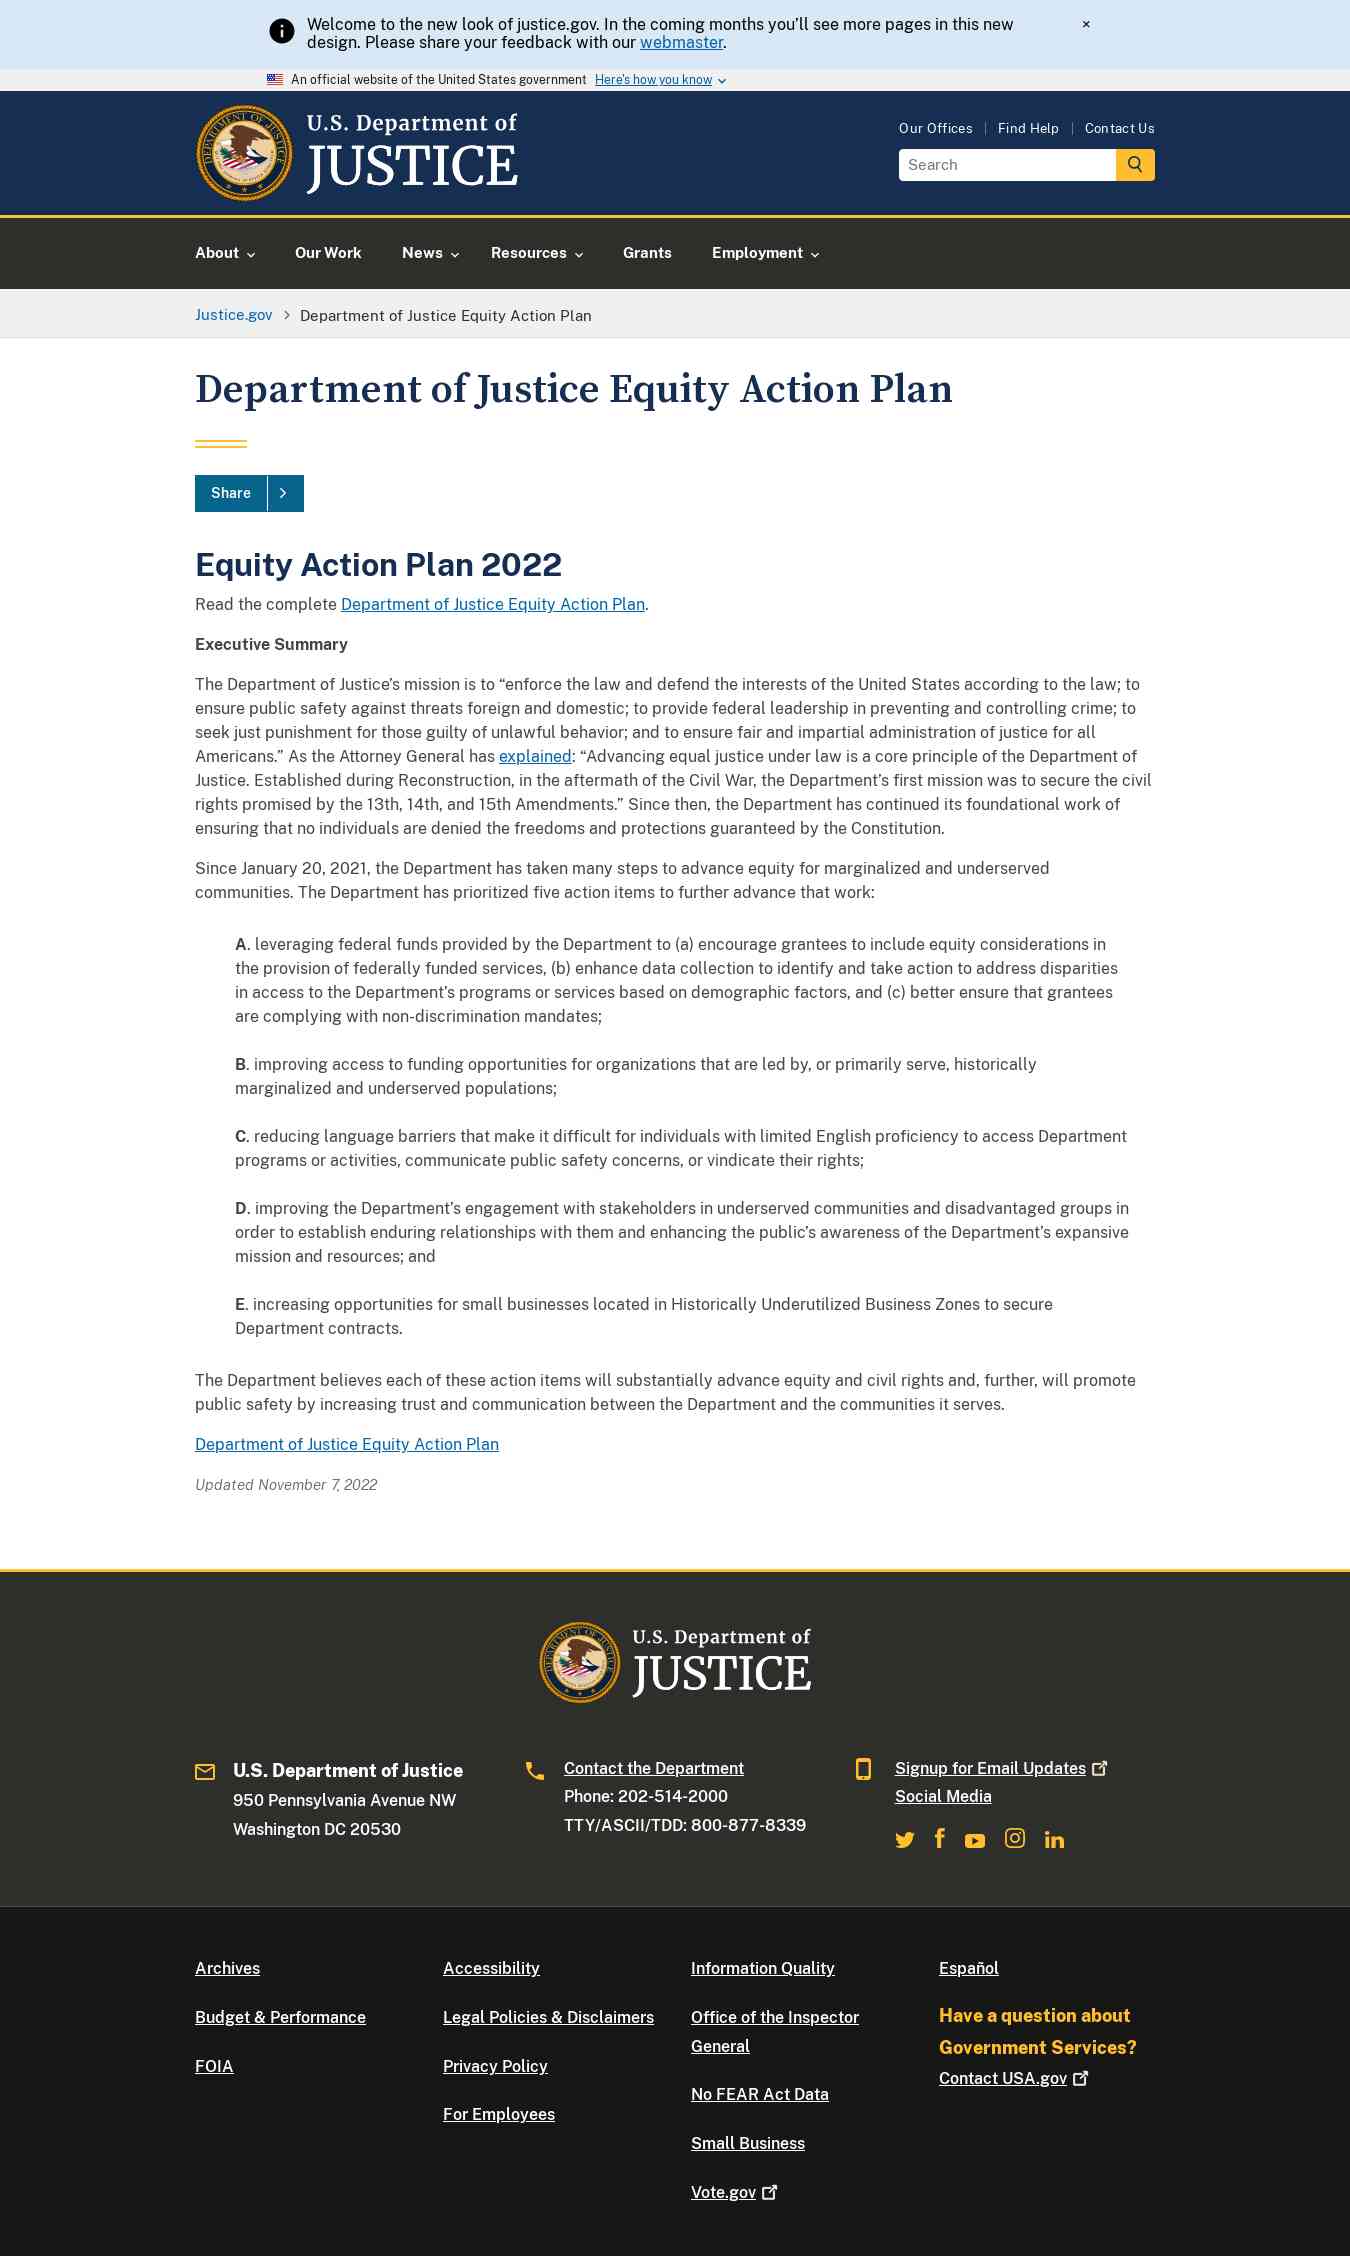 Welcome to the new look of justice.gov. In the coming months you’ll see more pages in this new
design. Please share your feedback with our webmaster.
×
An official website of the United States government Here's how you know
U.S. Department of
JUSTICE
Our Offices Find Help Contact Us
Search
About Our Work News Resources Grants Employment
Justice.gov Department of Justice Equity Action Plan
Department of Justice Equity Action Plan
Share
Equity Action Plan 2022
Read the complete Department of Justice Equity Action Plan.
Executive Summary
The Department of Justice’s mission is to “enforce the law and defend the interests of the United States according to the law; to
ensure public safety against threats foreign and domestic; to provide federal leadership in preventing and controlling crime; to
seek just punishment for those guilty of unlawful behavior; and to ensure fair and impartial administration of justice for all
Americans.” As the Attorney General has explained: “Advancing equal justice under law is a core principle of the Department of
Justice. Established during Reconstruction, in the aftermath of the Civil War, the Department’s first mission was to secure the civil
rights promised by the 13th, 14th, and 15th Amendments.” Since then, the Department has continued its foundational work of
ensuring that no individuals are denied the freedoms and protections guaranteed by the Constitution.
Since January 20, 2021, the Department has taken many steps to advance equity for marginalized and underserved
communities. The Department has prioritized five action items to further advance that work:
A. leveraging federal funds provided by the Department to (a) encourage grantees to include equity considerations in
the provision of federally funded services, (b) enhance data collection to identify and take action to address disparities
in access to the Department’s programs or services based on demographic factors, and (c) better ensure that grantees
are complying with non-discrimination mandates;
B. improving access to funding opportunities for organizations that are led by, or primarily serve, historically
marginalized and underserved populations;
C. reducing language barriers that make it difficult for individuals with limited English proficiency to access Department
programs or activities, communicate public safety concerns, or vindicate their rights;
D. improving the Department’s engagement with stakeholders in underserved communities and disadvantaged groups in
order to establish enduring relationships with them and enhancing the public’s awareness of the Department’s expansive
mission and resources; and
E. increasing opportunities for small businesses located in Historically Underutilized Business Zones to secure
Department contracts.
The Department believes each of these action items will substantially advance equity and civil rights and, further, will promote
public safety by increasing trust and communication between the Department and the communities it serves.
Department of Justice Equity Action Plan
Updated November 7, 2022
U.S. Department of
JUSTICE
U.S. Department of Justice
950 Pennsylvania Avenue NW
Washington DC 20530
Contact the Department
Phone: 202-514-2000
TTY/ASCII/TDD: 800-877-8339
Signup for Email Updates
Social Media
Archives
Budget & Performance
FOIA
Accessibility
Legal Policies & Disclaimers
Privacy Policy
For Employees
Information Quality
Office of the Inspector
General
No FEAR Act Data
Small Business
Vote.gov
Español
Have a question about
Government Services?
Contact USA.gov